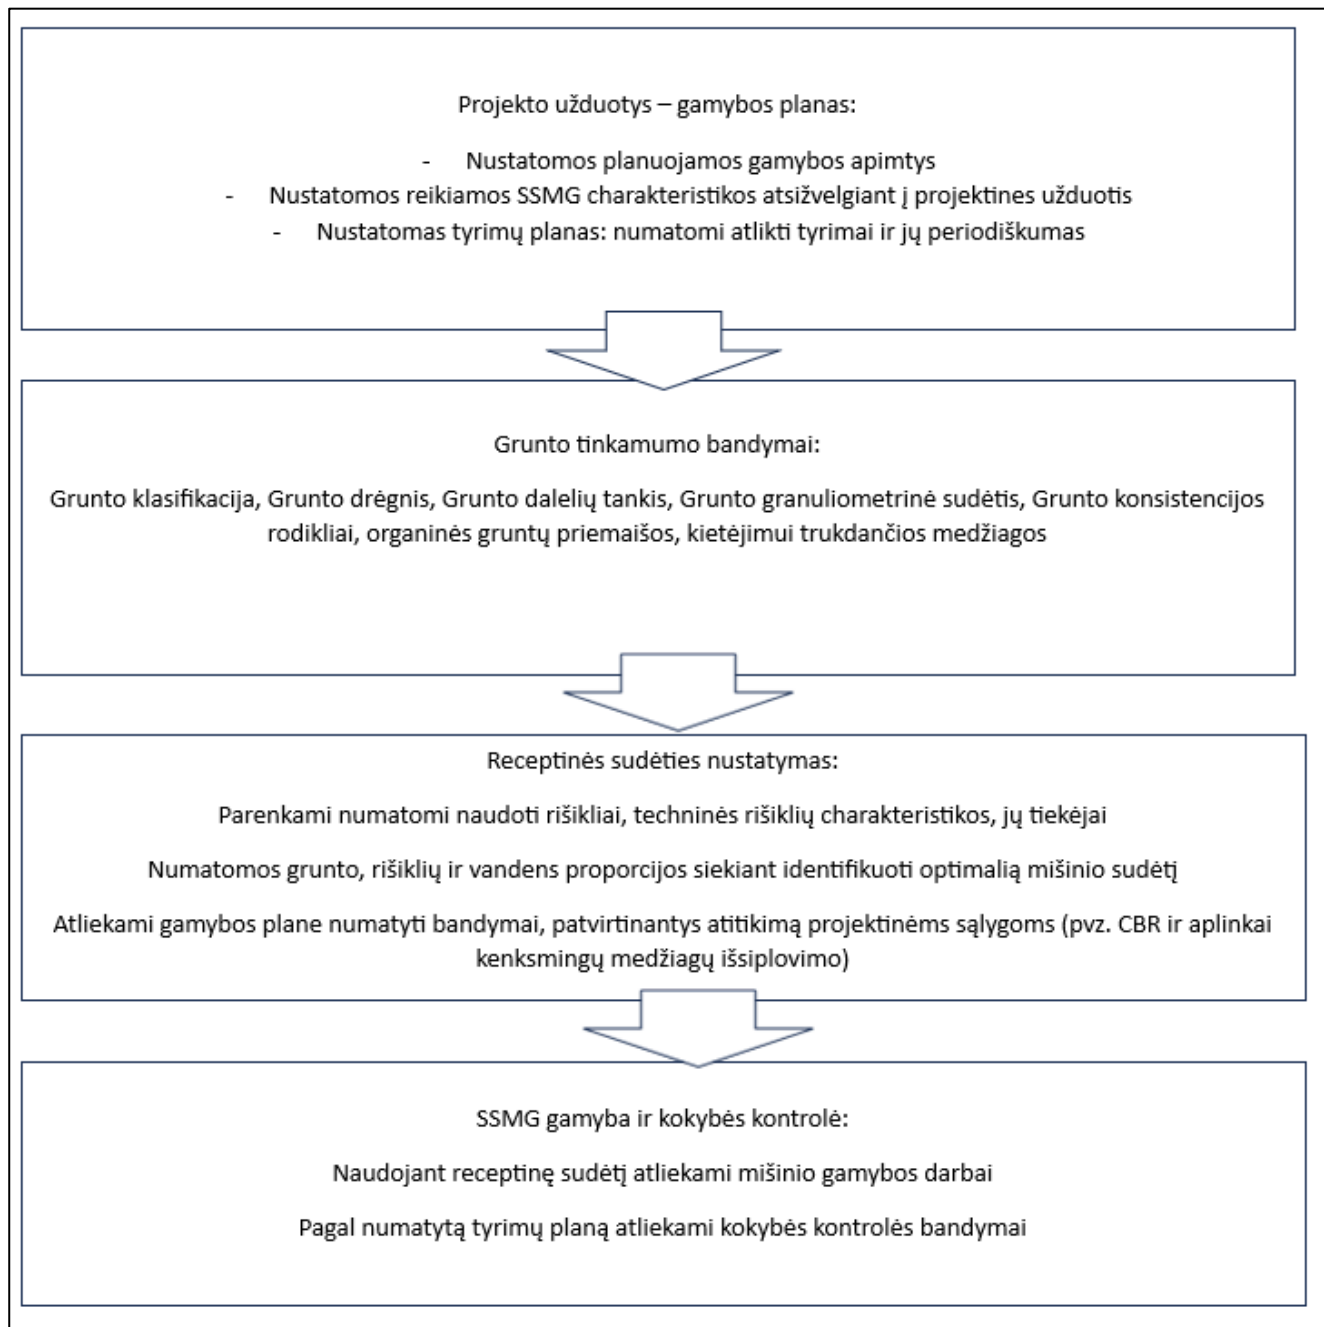 Projekto užduotys – gamybos planas:
- Nustatomos planuojamos gamybos apimtys
- Nustatomos reikiamos SSMG charakteristikos atsižvelgiant į projektines užduotis
- Nustatomas tyrimų planas: numatomi atlikti tyrimai ir jų periodiškumas
Grunto tinkamumo bandymai:
Grunto klasifikacija, Grunto drėgnis, Grunto dalelių tankis, Grunto granuliometrinė sudėtis, Grunto konsistencijos
rodikliai, organinės gruntų priemaišos, kietėjimui trukdančios medžiagos
Receptinės sudėties nustatymas:
Parenkami numatomi naudoti rišikliai, techninės rišiklių charakteristikos, jų tiekėjai
Numatomos grunto, rišiklių ir vandens proporcijos siekiant identifikuoti optimalią mišinio sudėtį
Atliekami gamybos plane numatyti bandymai, patvirtinantys atitikimą projektinėms sąlygoms (pvz. CBR ir aplinkai
kenksmingų medžiagų išsiplovimo)
SSMG gamyba ir kokybės kontrolė:
Naudojant receptinę sudėtį atliekami mišinio gamybos darbai
Pagal numatytą tyrimų planą atliekami kokybės kontrolės bandymai